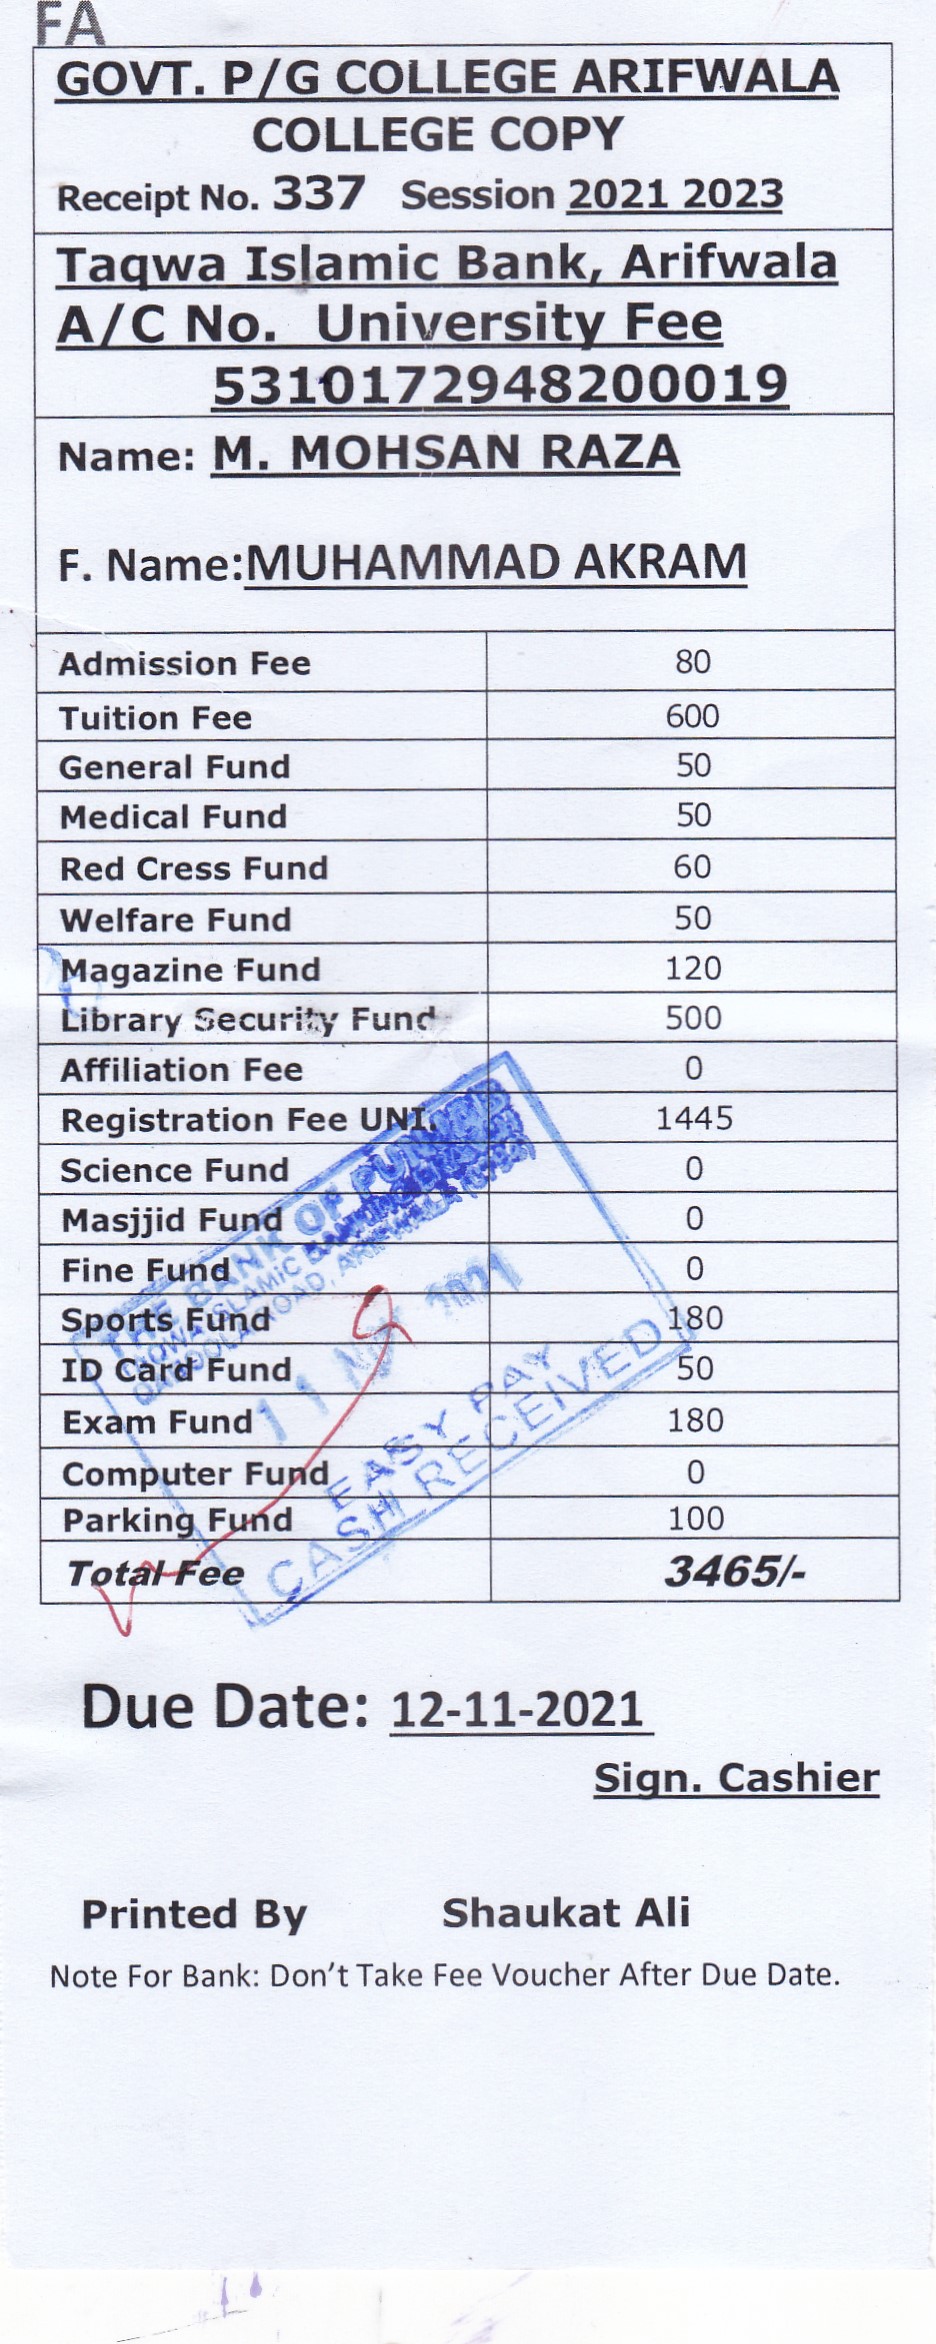 FA
GOVT. P/G COLLEGE ARIFWALA
COLLEGE COPY
Receipt No. 337 Session 2021 2023
Taqwa Islamic Bank, Arifwala
A/C No. University Fee
5310172948200019
Name: M. MOHSAN RAZA
F. Name:MUHAMMAD AKRAM
Admission Fee 80
Tuition Fee 600
General Fund 50
Medical Fund 50
Red Cress Fund 60
Welfare Fund 50
Magazine Fund 120
Library Security Fund 500
Affiliation Fee 0
Registration Fee UNI. 1445
Science Fund 0
Masjjid Fund 0
Fine Fund 0
Sports Fund 180
ID Card Fund 50
Exam Fund 180
Computer Fund 0
Parking Fund 100
Total Fee 3465/-
THE BANK OF PUNJAB
TAQWA ISLAMIC BANKING
ROAD, ARIFWALA
11 NOV
EASY PAY
CASH RECEIVED
Due Date: 12-11-2021
Sign. Cashier
Printed By Shaukat Ali
Note For Bank: Don't Take Fee Voucher After Due Date.